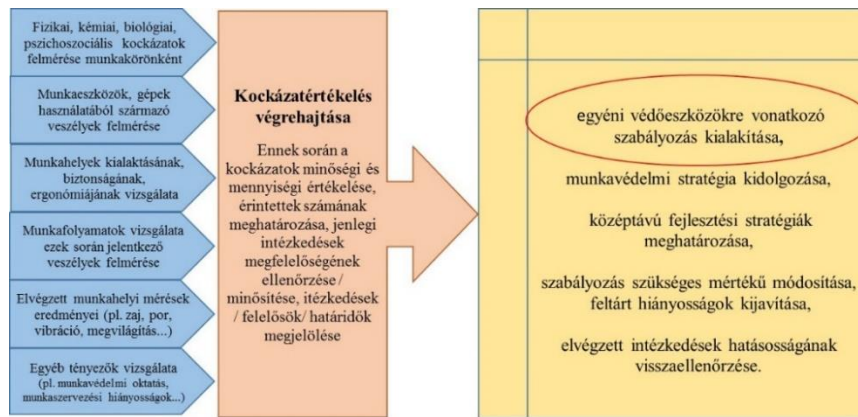 Fizikai, kémiai, biológiai,
pszichoszociális kockázatok
felmérése munkakörönként
Munkaeszközök, gépek
használatából származó
veszélyek felmérése
Munkahelyek kialaktásának,
biztonságának,
ergonómiájának vizsgálata
Munkafolyamatok vizsgálata
ezek során jelentkező
veszélyek felmérése
Elvégzett munkahelyi mérések
eredményei (pl. zaj, por,
vibráció, megvilágítás...)
Egyéb tényezők vizsgálata
(pl. munkavédelmi oktatás,
munkaszervezési hiányosságok...)
Kockázatértékelés
végrehajtása
Ennek során a
kockázatok minőségi és
mennyiségi értékelése,
érintettek számának
meghatározása, jenlegi
intézkedések
megfelelőségének
ellenőrzése /
minősítése, itézkedések
/ felelősök/ határidők
megjelölése
egyéni védőeszközökre vonatkozó
szabályozás kialakítása,
munkavédelmi stratégia kidolgozása,
középtávú fejlesztési stratégiák
meghatározása,
szabályozás szükséges mértékű módosítása,
feltárt hiányosságok kijavítása,
elvégzett intézkedések hatásosságának
visszaellenőrzése.